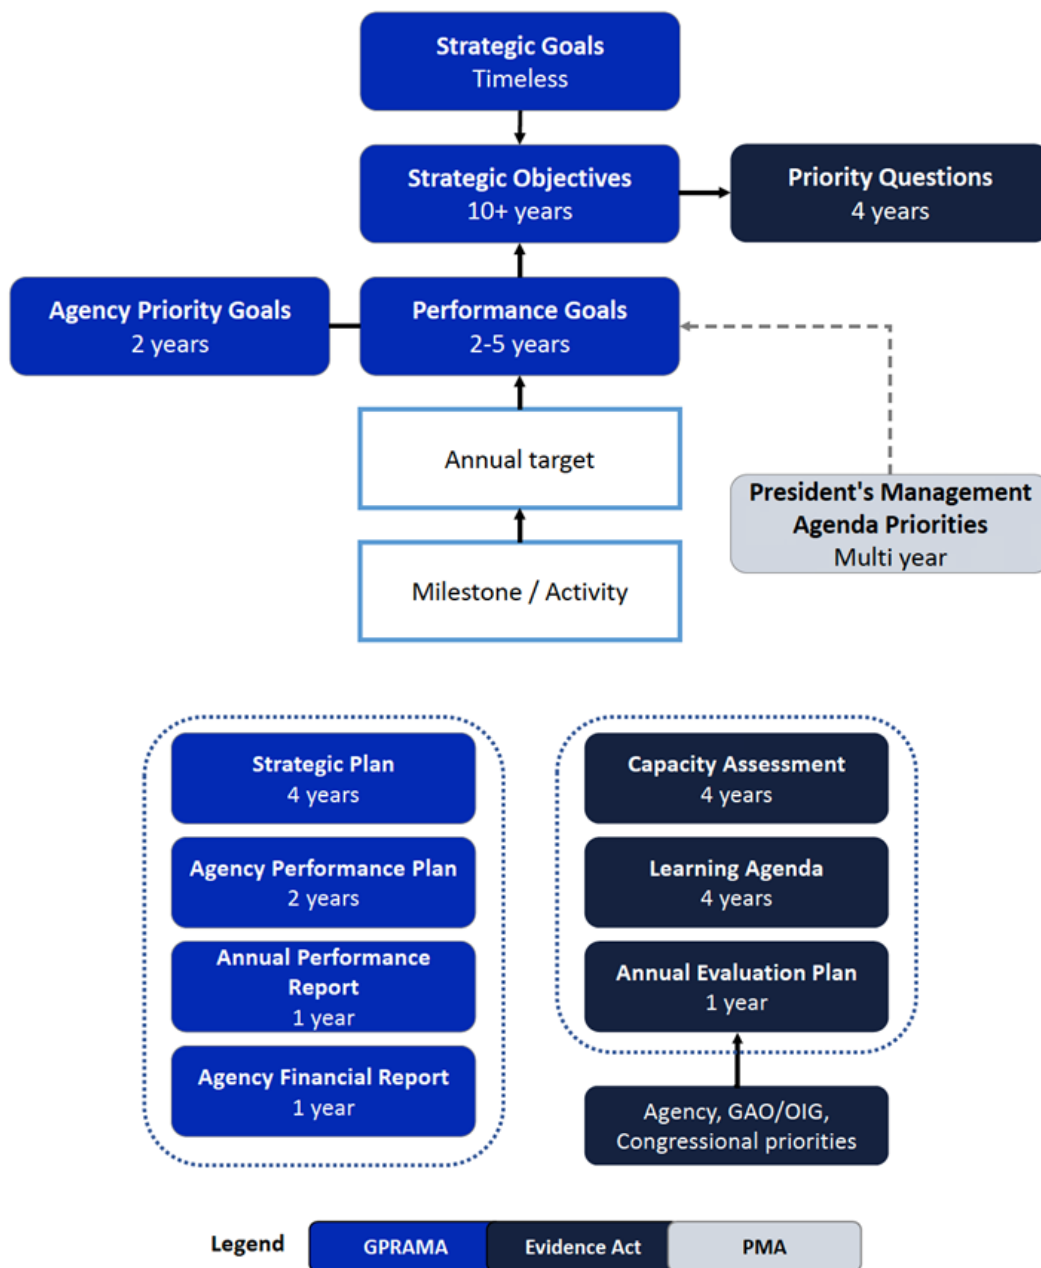 Strategic Goals
Timeless
Strategic Objectives
10+ years
Priority Questions
4 years
Agency Priority Goals
2 years
Performance Goals
2-5 years
Annual target
President's Management
Agenda Priorities
Multi year
Milestone / Activity
Strategic Plan
4 years
Agency Performance Plan
2 years
Annual Performance
Report
1 year
Agency Financial Report
1 year
Capacity Assessment
4 years
Learning Agenda
4 years
Annual Evaluation Plan
1 year
Agency, GAO/OIG,
Congressional priorities
Legend
GPRAMA
Evidence Act
PMA